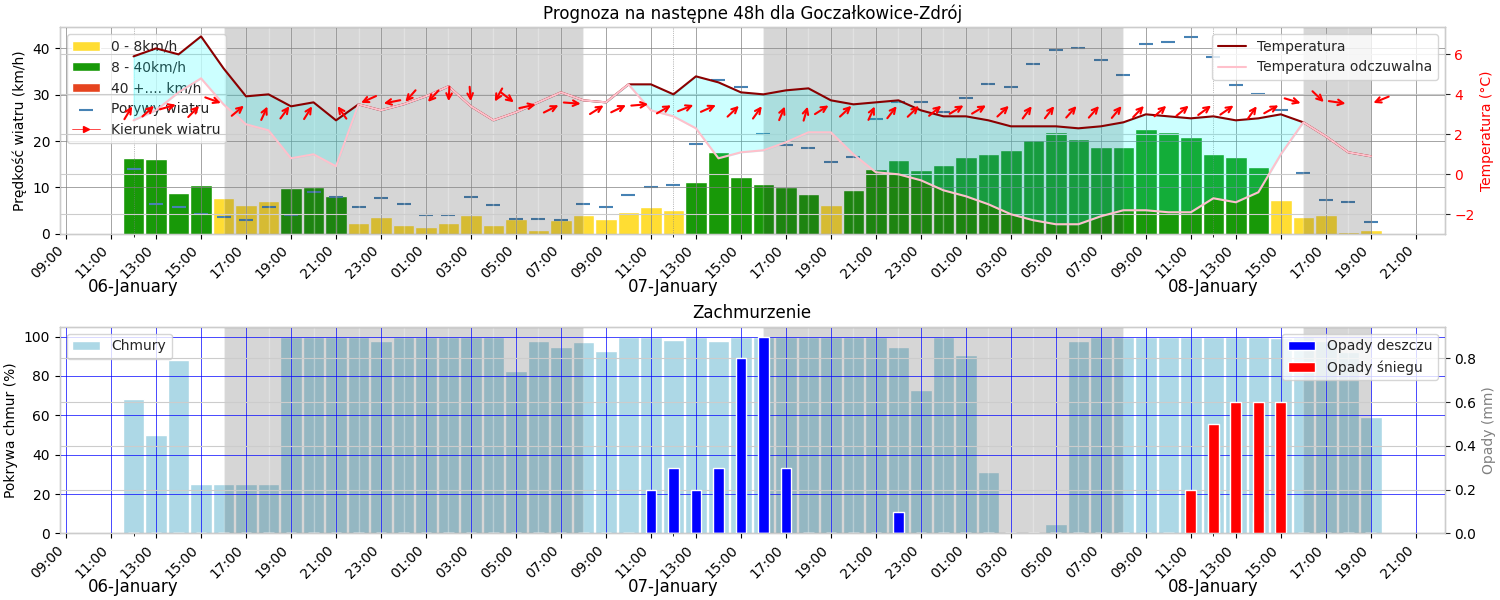 Prognoza na następne 48h dla Goczałkowice-Zdrój
Prędkość wiatru (km/h)
40
30
20
10
0
0 - 8km/h
8 - 40km/h
40 +.... km/h
Porywy wiatru
Kierunek wiatru
Temperatura
Temperatura odczuwalna
6
4
2
0
−2
Temperatura (°C)
09:00 11:00 13:00 15:00 17:00 19:00 21:00 23:00 01:00 03:00 05:00 07:00 09:00 11:00 13:00 15:00 17:00 19:00 21:00 23:00 01:00 03:00 05:00 07:00 09:00 11:00 13:00 15:00 17:00 19:00 21:00
06-January 07-January 08-January
Zachmurzenie
Pokrywa chmur (%)
100
80
60
40
20
0
Chmury
Opady deszczu
Opady śniegu
0.8
0.6
0.4
0.2
0.0
Opady (mm)
09:00 11:00 13:00 15:00 17:00 19:00 21:00 23:00 01:00 03:00 05:00 07:00 09:00 11:00 13:00 15:00 17:00 19:00 21:00 23:00 01:00 03:00 05:00 07:00 09:00 11:00 13:00 15:00 17:00 19:00 21:00
06-January 07-January 08-January